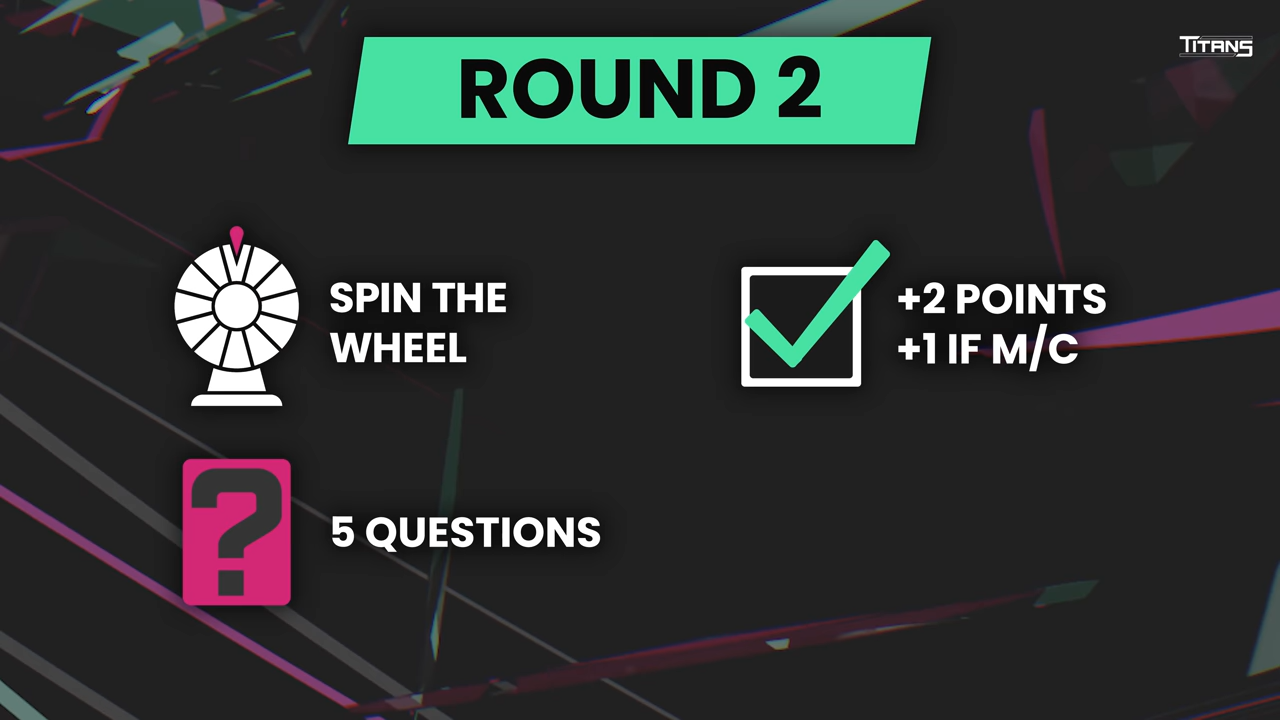 TITANS
ROUND 2
SPIN THE
WHEEL
+2 POINTS
+1 IF M/C
?
5 QUESTIONS